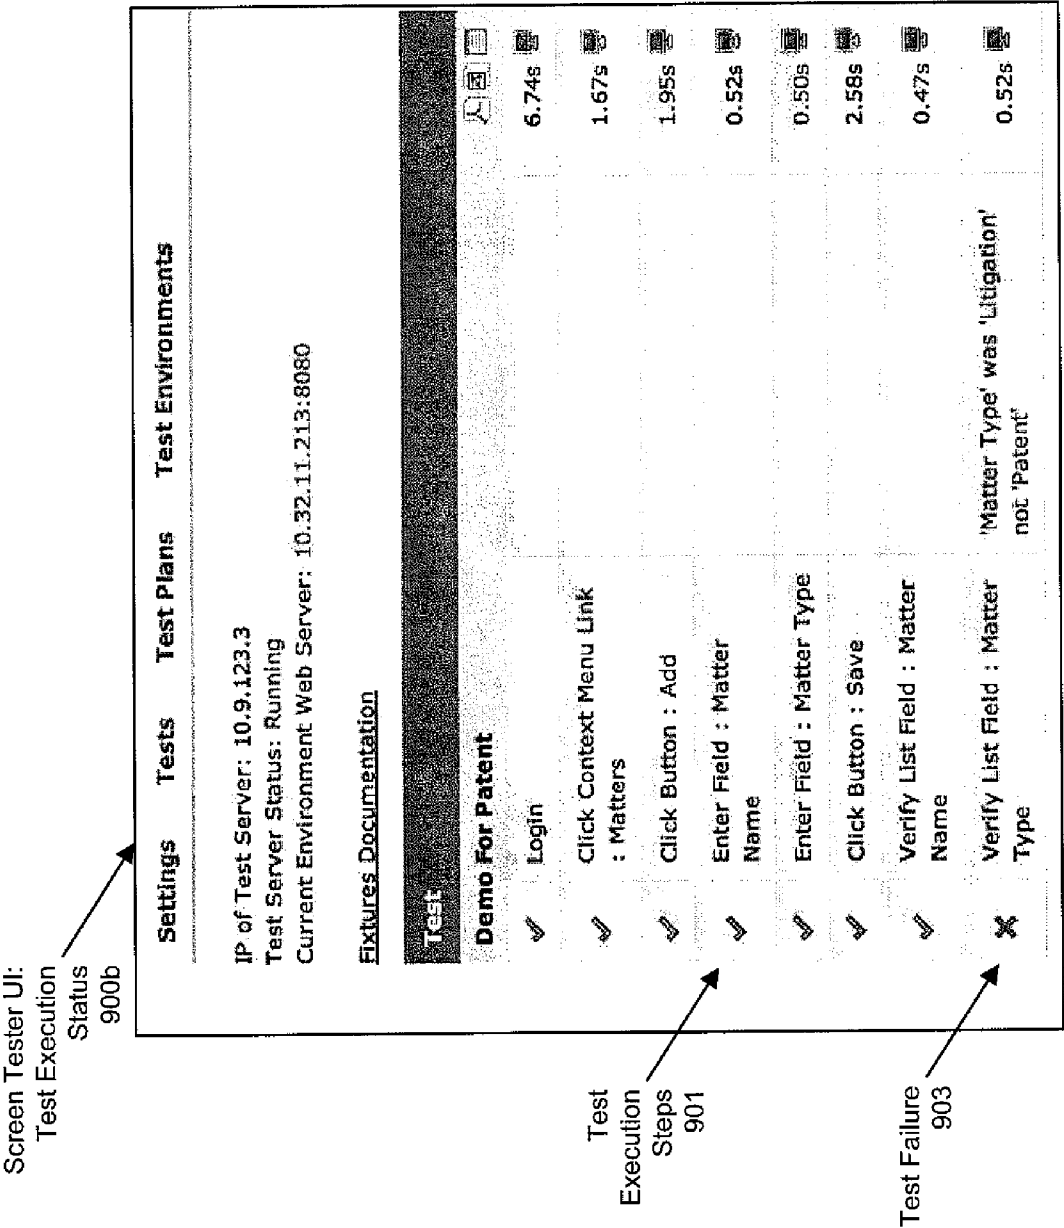 Screen Tester UI:
Test Execution
Status
900b
Settings Tests Test Plans Test Environments
IP of Test Server: 10.9.123.3
Test Server Status: Running
Current Environment Web Server: 10.32.11.213:8080
Fixtures Documentation
Test
Demo For Patent
Login 6.74s
Click Context Menu Link 1.67s
: Matters
Click Button : Add 1.95s
Enter Field : Matter 0.52s
Name
Enter Field : Matter Type 0.50s
Click Button : Save 2.58s
Verify List Field : Matter 0.47s
Name
Verify List Field : Matter 'Matter Type' was 'Litigation' 0.52s
Type not 'Patent'
Test
Execution
Steps
901
Test Failure
903